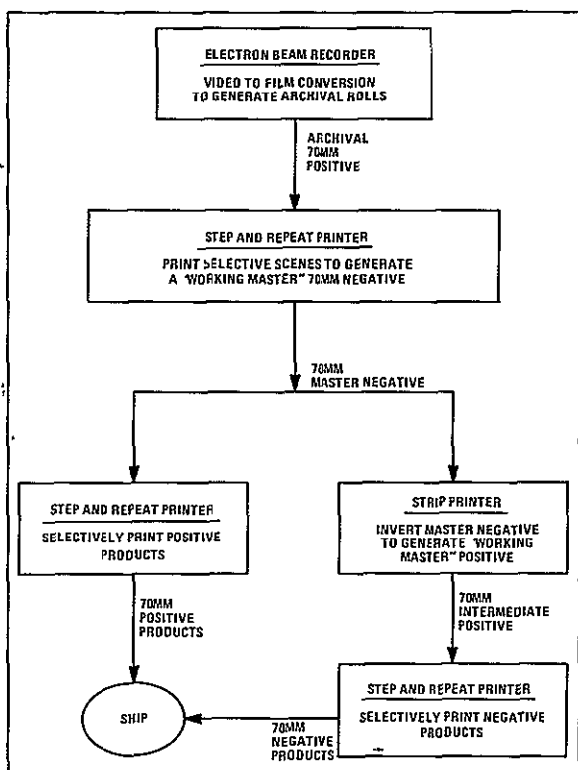 ELECTRON BEAM RECORDER
VIDEO TO FILM CONVERSION
TO GENERATE ARCHIVAL ROLLS
ARCHIVAL
70MM
POSITIVE
STEP AND REPEAT PRINTER
PRINT SELECTIVE SCENES TO GENERATE
A "WORKING MASTER" 70MM NEGATIVE
70MM
MASTER NEGATIVE
STEP AND REPEAT PRINTER
SELECTIVELY PRINT POSITIVE
PRODUCTS
STRIP PRINTER
INVERT MASTER NEGATIVE
TO GENERATE "WORKING
MASTER" POSITIVE
70MM
POSITIVE
PRODUCTS
70MM
INTERMEDIATE
POSITIVE
SHIP
STEP AND REPEAT PRINTER
SELECTIVELY PRINT NEGATIVE
PRODUCTS
70MM
NEGATIVE PRODUCTS